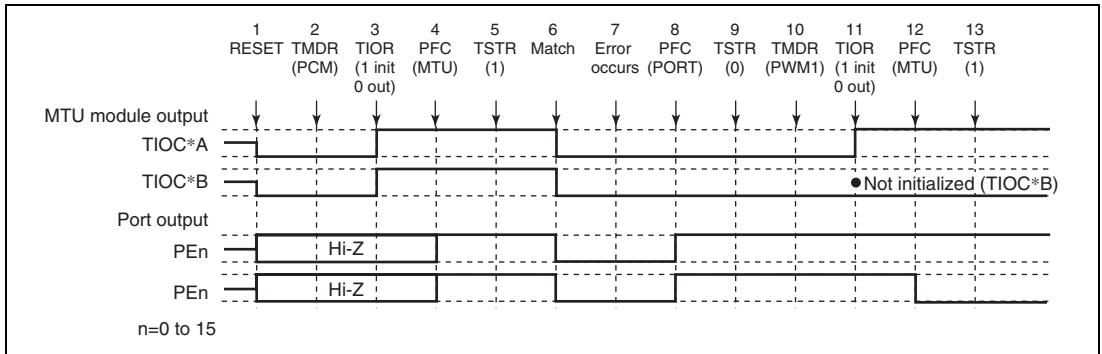 1 2 3 4 5 6 7 8 9 10 11 12 13
RESET TMDR TIOR PFC TSTR Match Error PFC TSTR TMDR TIOR PFC TSTR
(PCM) (1 init (MTU) (1) occurs (PORT) (0) (PWM1) (1 init (MTU) (1)
0 out) 0 out)
MTU module output
TIOC*A
TIOC*B
Not initialized (TIOC*B)
Port output
PEn Hi-Z
PEn Hi-Z
n=0 to 15